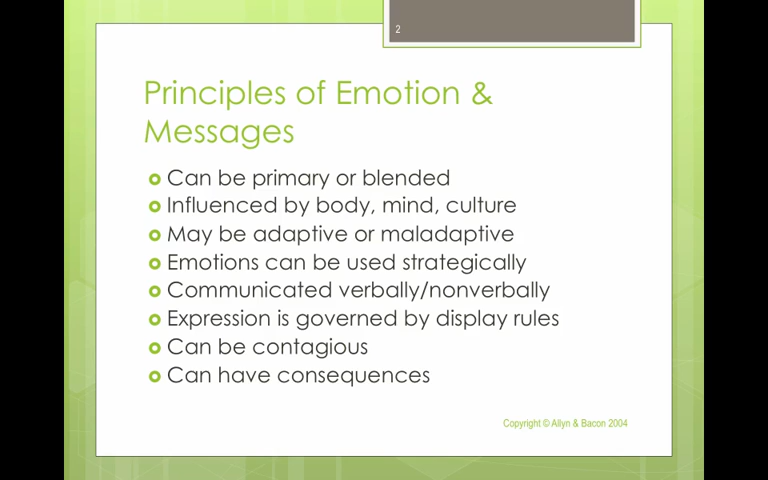 2
Principles of Emotion &
Messages
Can be primary or blended
Influenced by body, mind, culture
May be adaptive or maladaptive
Emotions can be used strategically
Communicated verbally/nonverbally
Expression is governed by display rules
Can be contagious
Can have consequences
Copyright © Allyn & Bacon 2004